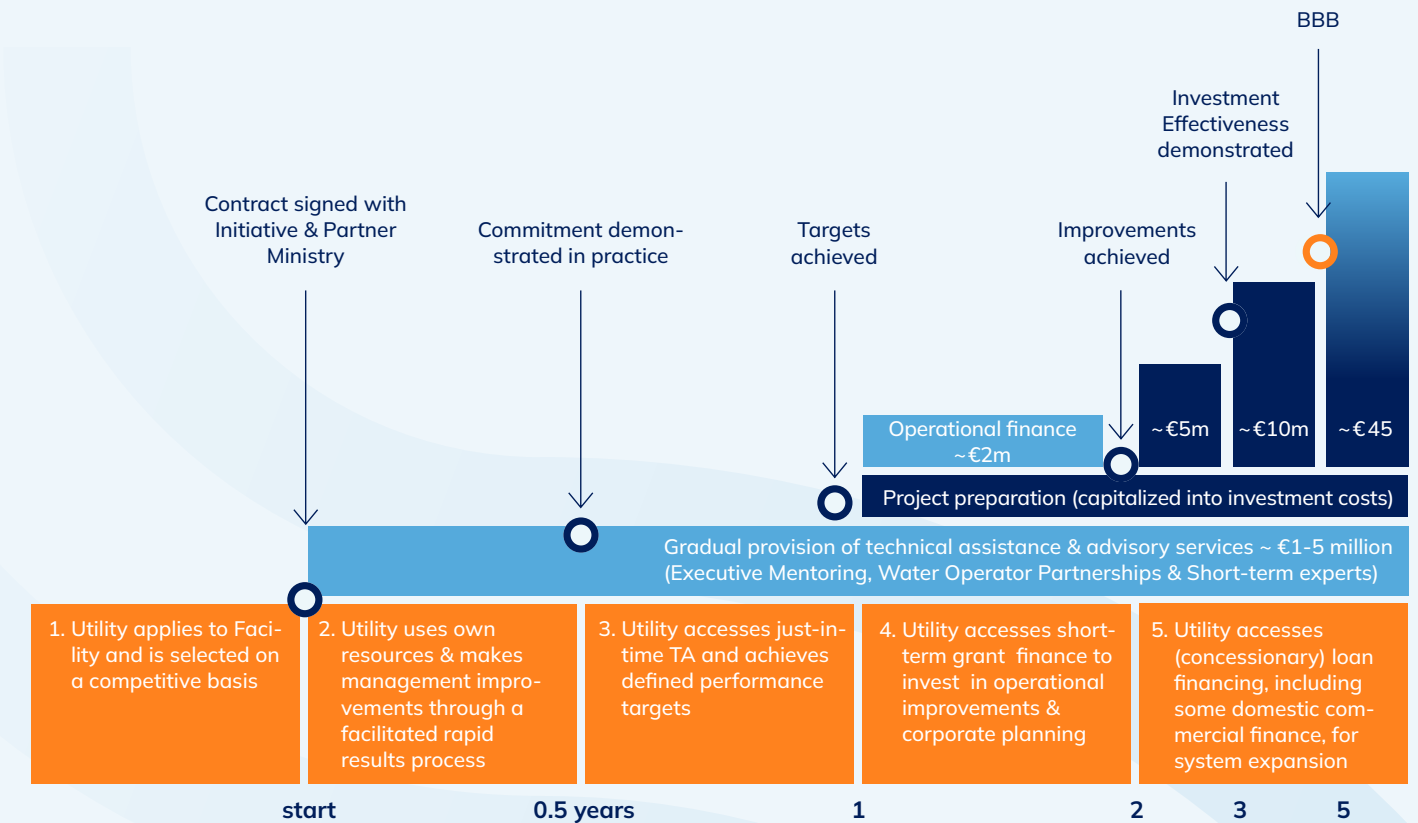 BBB
Investment
Effectiveness
demonstrated
Contract signed with
Initiative & Partner
Ministry
Commitment demon-
strated in practice
Targets
achieved
Improvements
achieved
Operational finance
~€2m
~€5m
~€10m
~€45
Project preparation (capitalized into investment costs)
Gradual provision of technical assistance & advisory services ~ €1-5 million
(Executive Mentoring, Water Operator Partnerships & Short-term experts)
1. Utility applies to Faci-
lity and is selected on
a competitive basis
2. Utility uses own
resources & makes
management impro-
vements through a
facilitated rapid
results process
3. Utility accesses just-in-
time TA and achieves
defined performance
targets
4. Utility accesses short-
term grant finance to
invest in operational
improvements &
corporate planning
5. Utility accesses
(concessionary) loan
financing, including
some domestic com-
mercial finance, for
system expansion
start
0.5 years
1
2
3
5